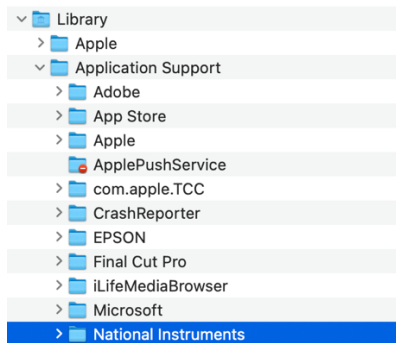 Library
Apple
Application Support
Adobe
App Store
Apple
ApplePushService
com.apple.TCC
CrashReporter
EPSON
Final Cut Pro
iLifeMediaBrowser
Microsoft
National Instruments